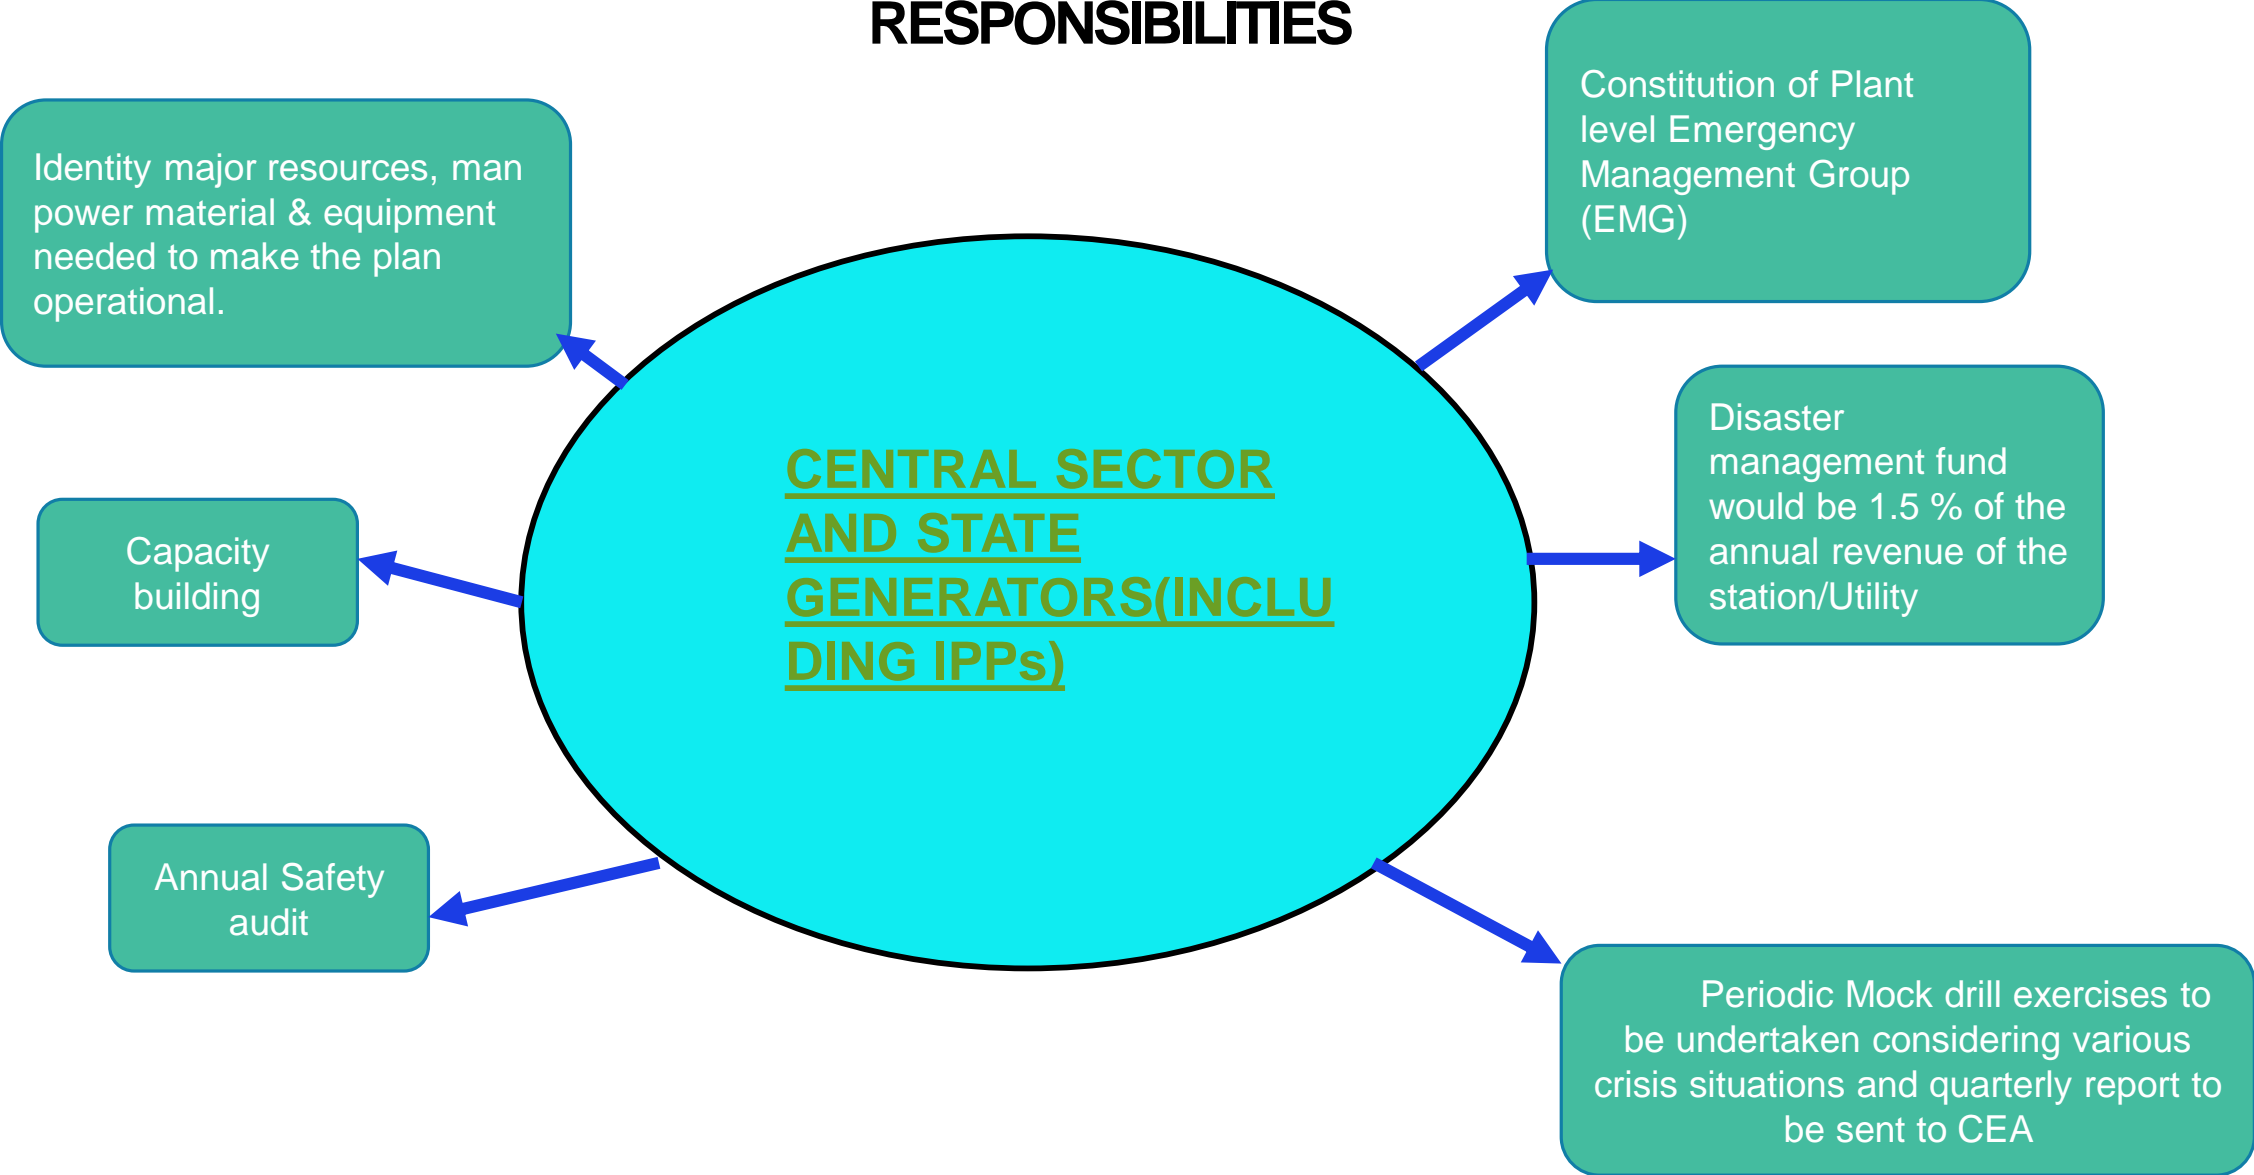 RESPONSIBILITIES
Identity major resources, man
power material & equipment
needed to make the plan
operational.
Constitution of Plant
level Emergency
Management Group
(EMG)
CENTRAL SECTOR
AND STATE
GENERATORS(INCLU
DING IPPs)
Disaster
management fund
would be 1.5 % of the
annual revenue of the
station/Utility
Capacity
building
Annual Safety
audit
Periodic Mock drill exercises to
be undertaken considering various
crisis situations and quarterly report to
be sent to CEA